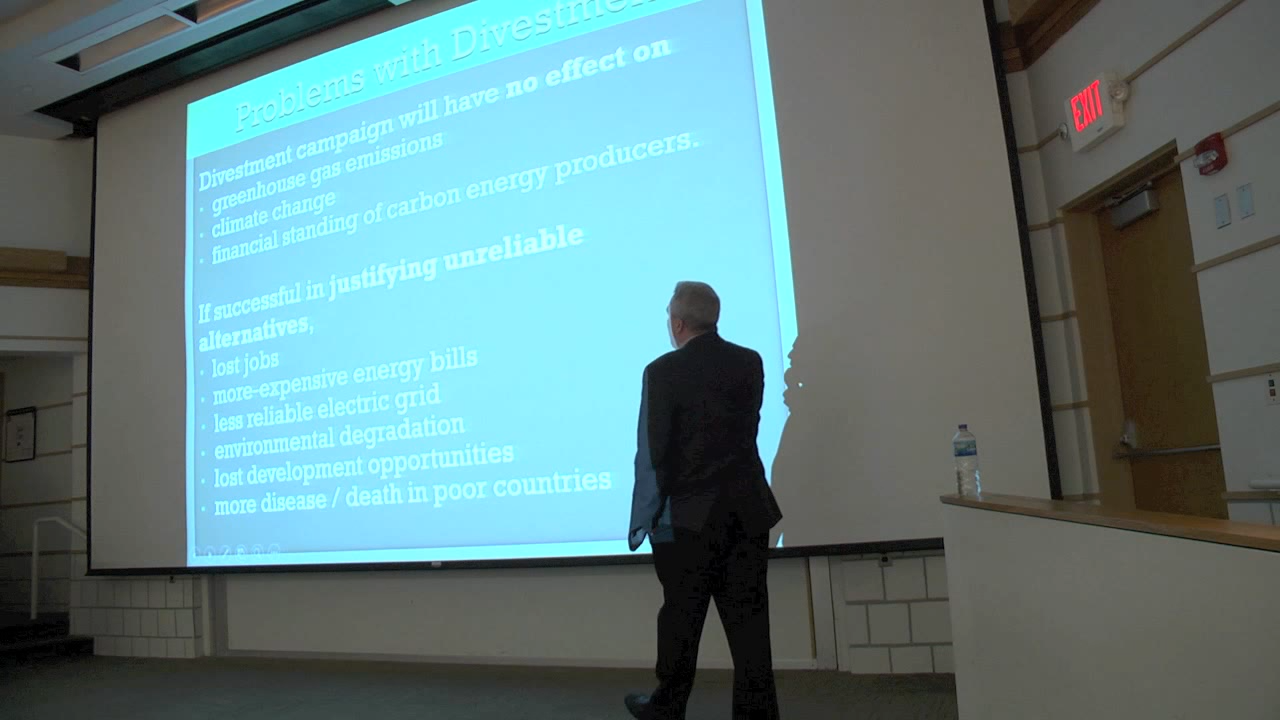 Problems with Divestment
Divestment campaign will have no effect on
· greenhouse gas emissions
· climate change
· financial standing of carbon energy producers.
If successful in justifying unreliable
alternatives,
· lost jobs
· more-expensive energy bills
· less reliable electric grid
· environmental degradation
· lost development opportunities
· more disease / death in poor countries
EXIT